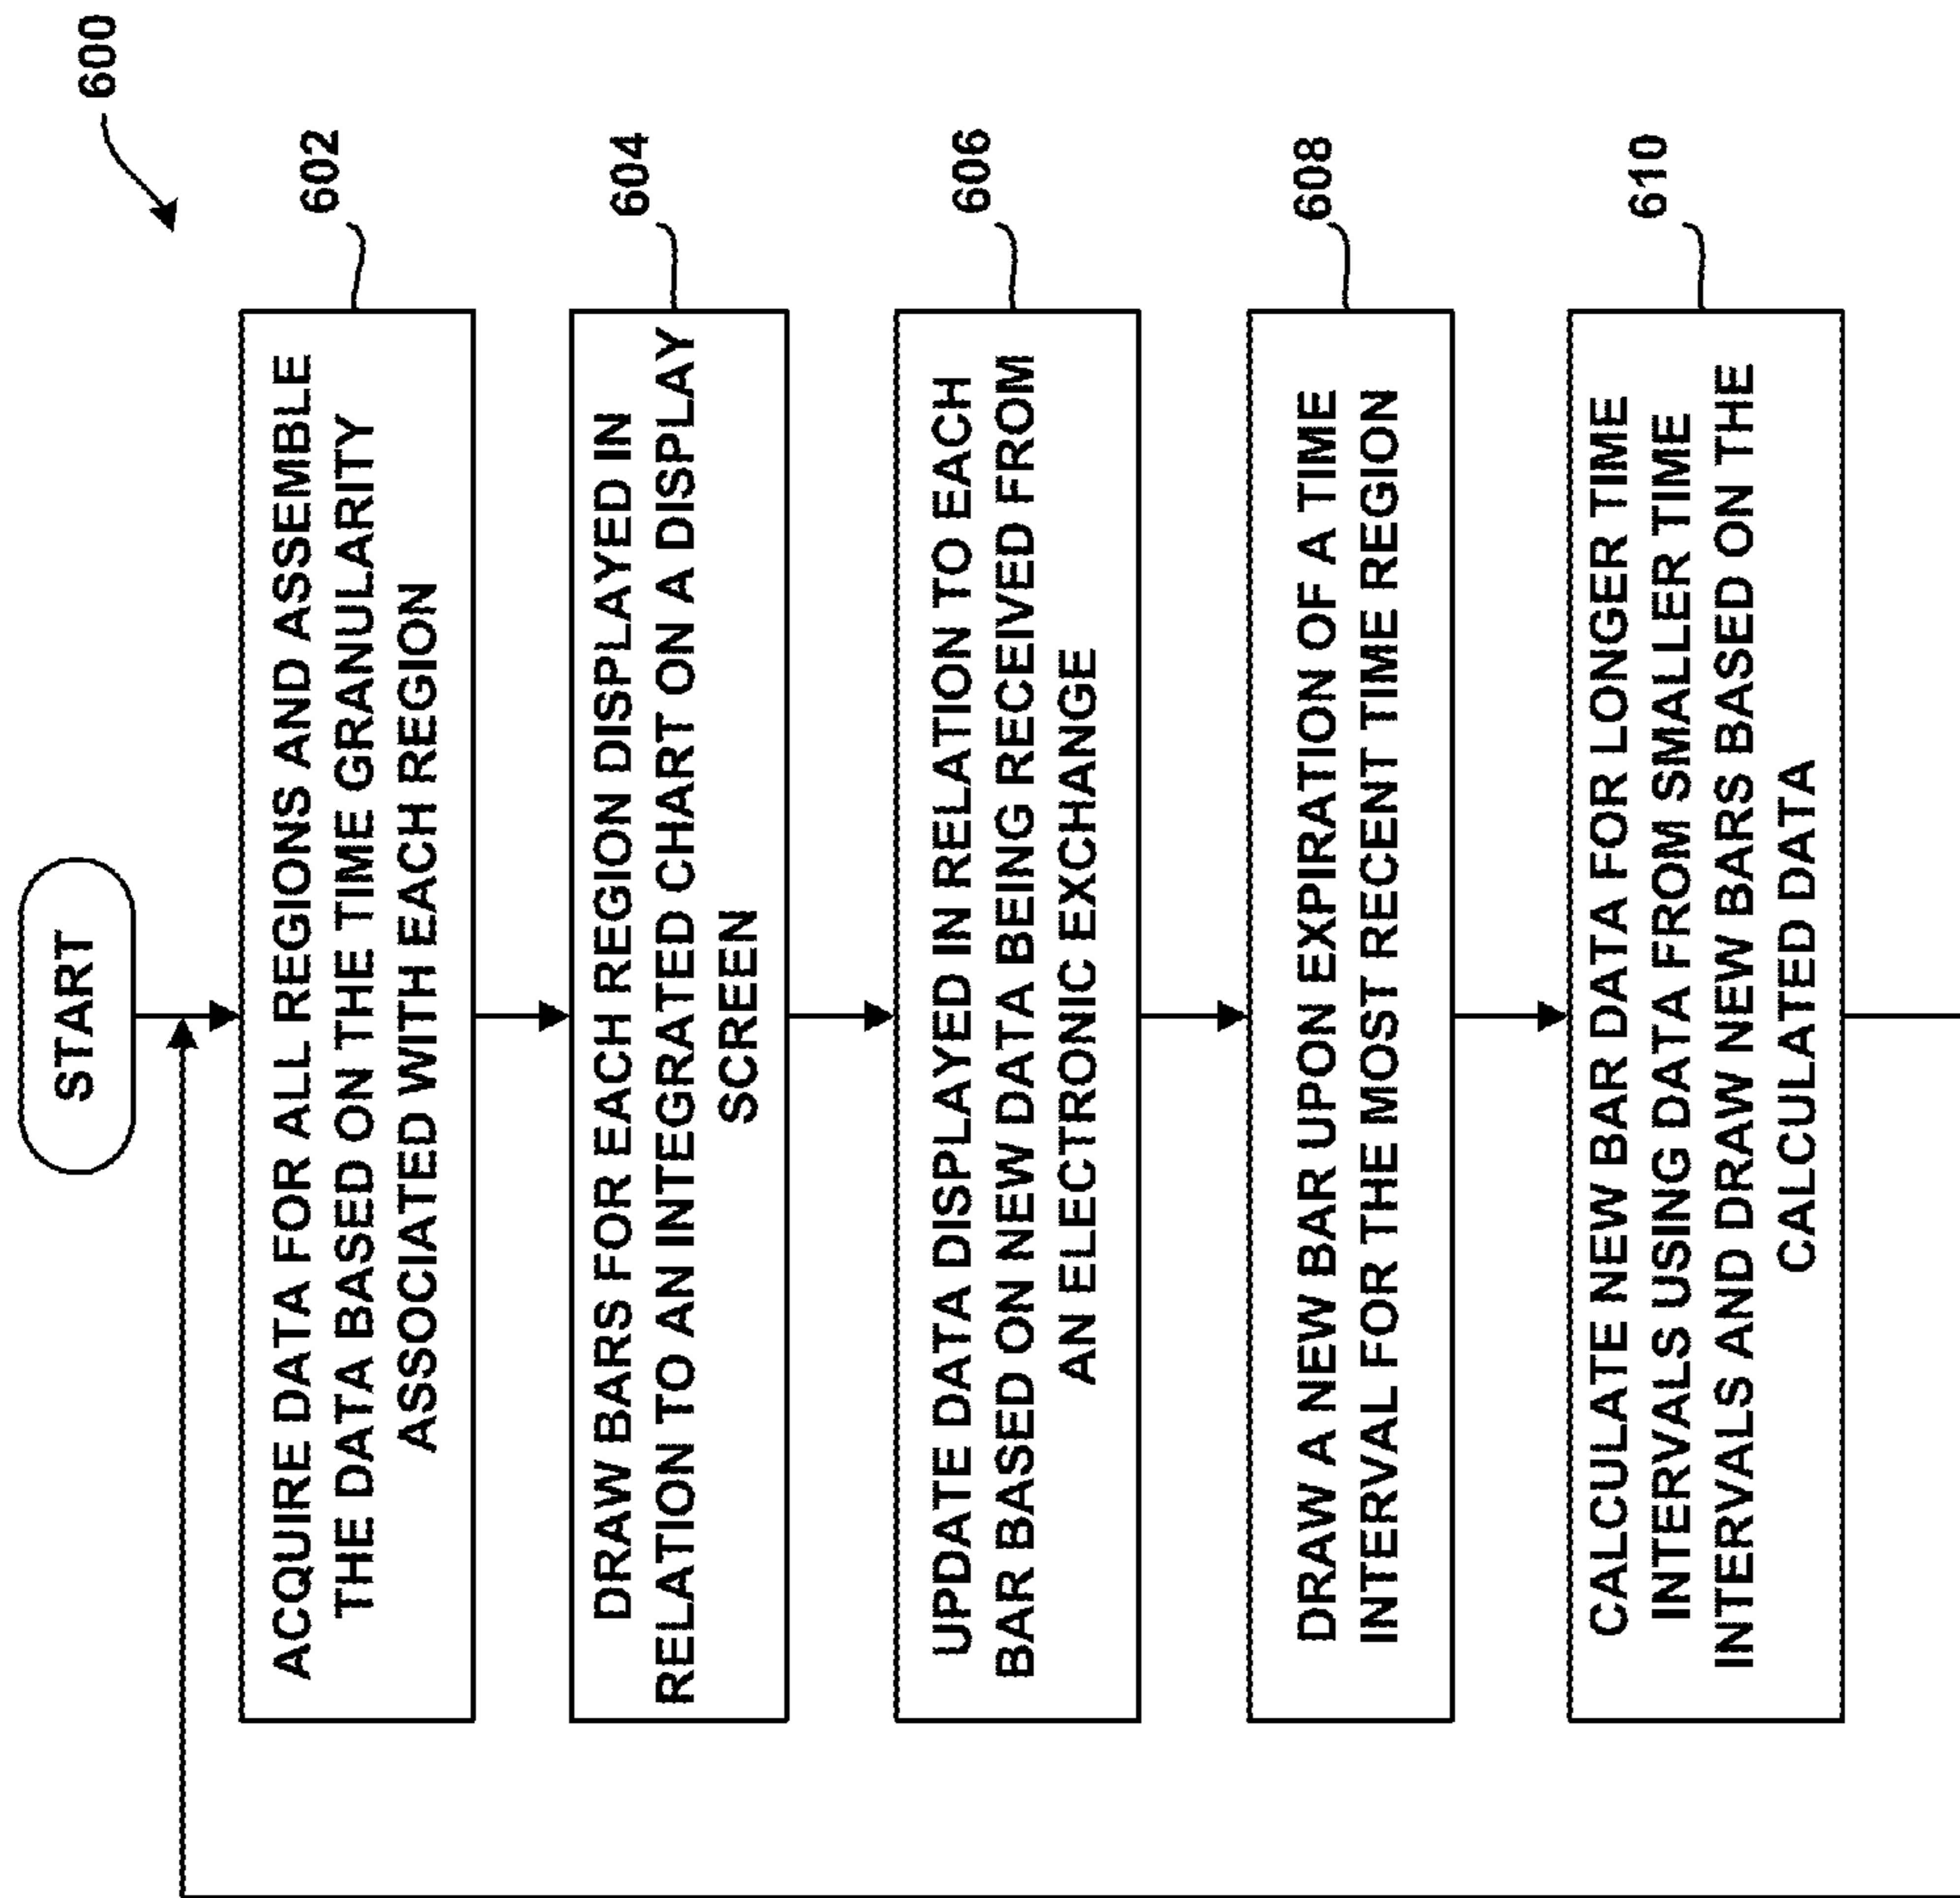 600
START
602
ACQUIRE DATA FOR ALL REGIONS AND ASSEMBLE
THE DATA BASED ON THE TIME GRANULARITY
ASSOCIATED WITH EACH REGION
604
DRAW BARS FOR EACH REGION DISPLAYED IN
RELATION TO AN INTEGRATED CHART ON A DISPLAY
SCREEN
606
UPDATE DATA DISPLAYED IN RELATION TO EACH
BAR BASED ON NEW DATA BEING RECEIVED FROM
AN ELECTRONIC EXCHANGE
608
DRAW A NEW BAR UPON EXPIRATION OF A TIME
INTERVAL FOR THE MOST RECENT TIME REGION
610
CALCULATE NEW BAR DATA FOR LONGER TIME
INTERVALS USING DATA FROM SMALLER TIME
INTERVALS AND DRAW NEW BARS BASED ON THE
CALCULATED DATA